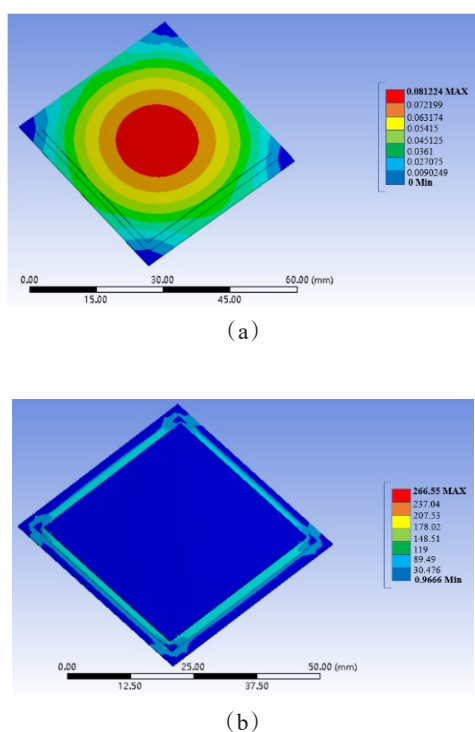 0.081224 MAX
0.072199
0.063174
0.05415
0.045125
0.0361
0.027075
0.0090249
0 Min
0.00 30.00 60.00 (mm)
15.00 45.00
（a）
266.55 MAX
237.04
207.53
178.02
148.51
119
89.49
30.476
0.9666 Min
0.00 25.00 50.00 (mm)
12.50 37.50
（b）